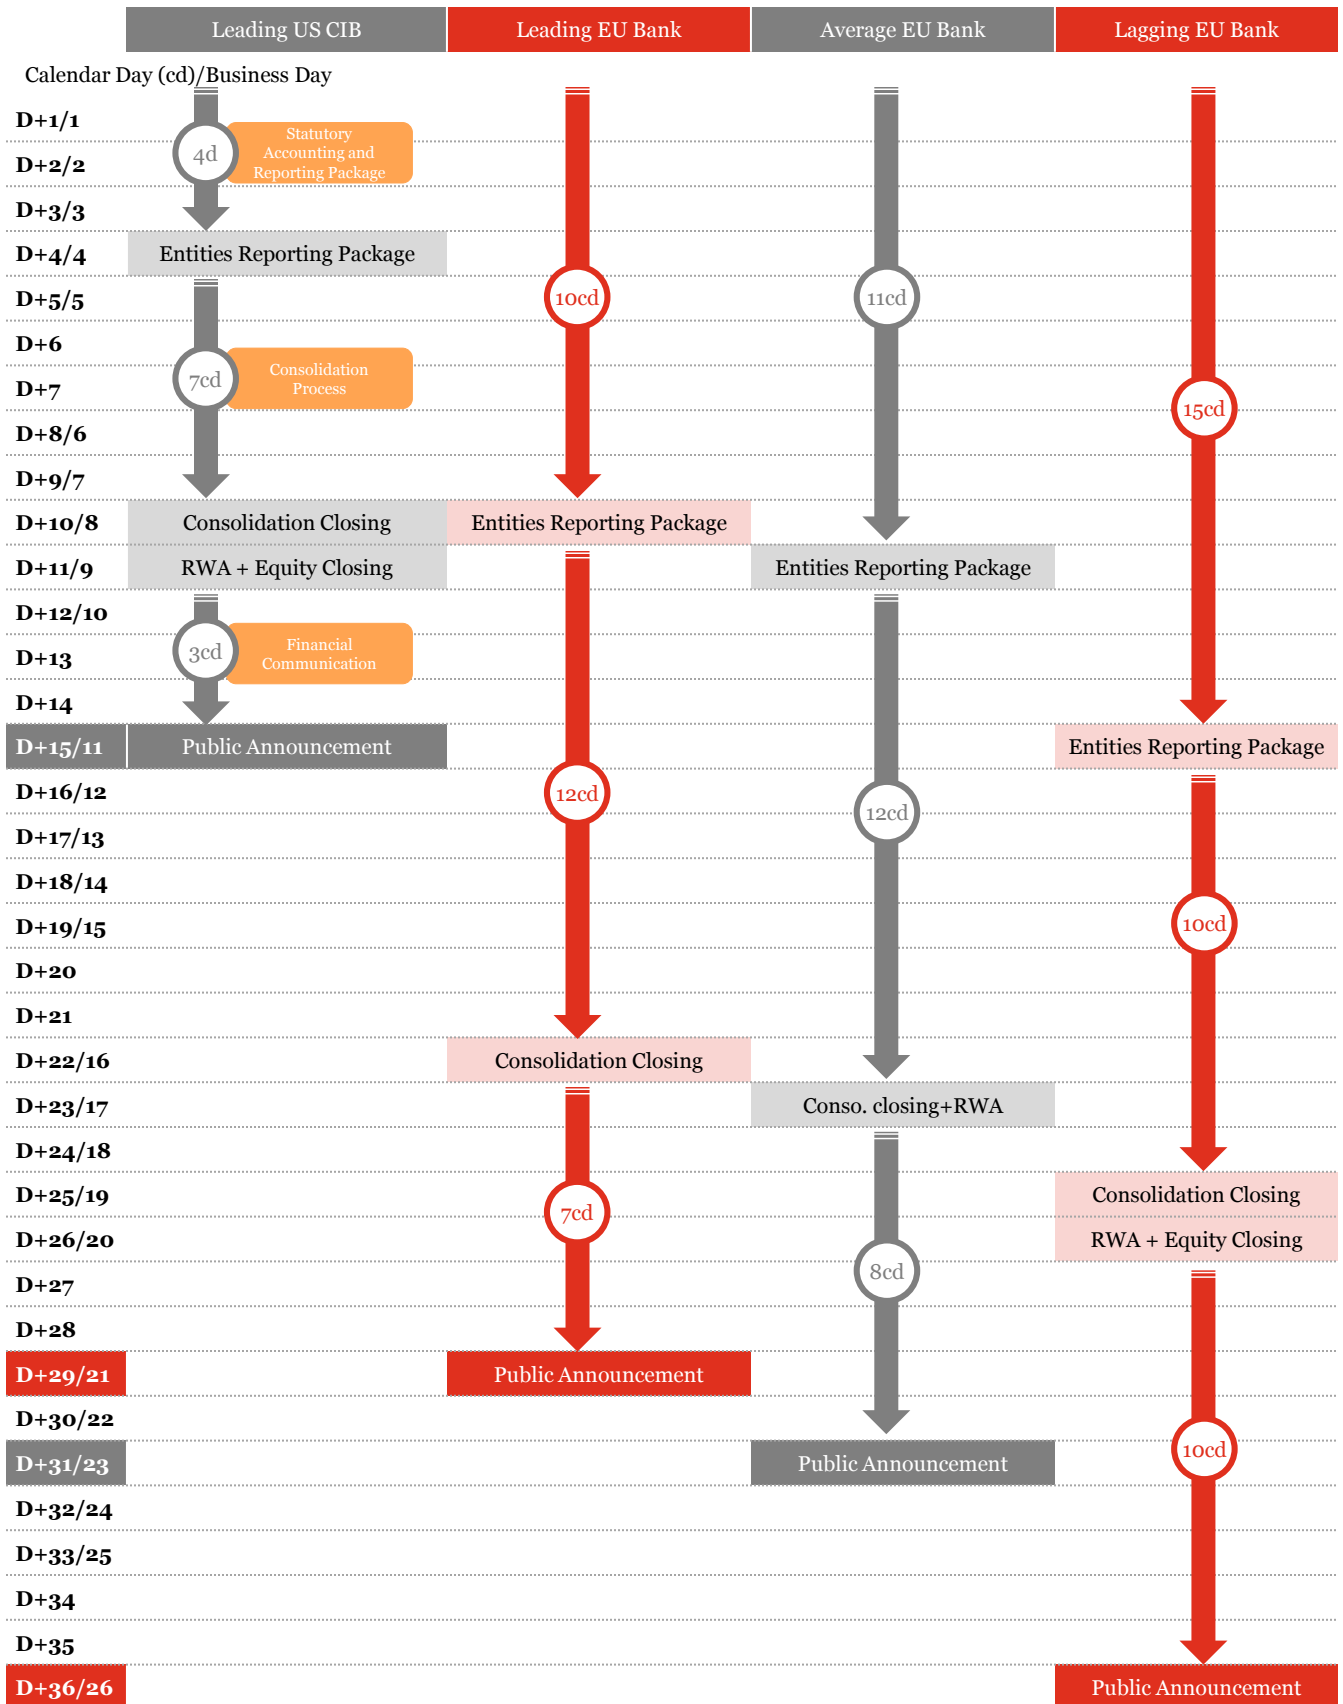 Leading US CIB
Leading EU Bank
Average EU Bank
Lagging EU Bank
Calendar Day (cd)/Business Day
D+1/1
4d
Statutory
Accounting and
Reporting Package
D+2/2
D+3/3
D+4/4
Entities Reporting Package
D+5/5
10cd
11cd
D+6
7cd
Consolidation
Process
D+7
15cd
D+8/6
D+9/7
D+10/8
Consolidation Closing
Entities Reporting Package
D+11/9
RWA + Equity Closing
Entities Reporting Package
D+12/10
3cd
Financial
Communication
D+13
D+14
D+15/11
Public Announcement
Entities Reporting Package
D+16/12
12cd
12cd
D+17/13
D+18/14
D+19/15
10cd
D+20
D+21
D+22/16
Consolidation Closing
D+23/17
Conso. closing+RWA
D+24/18
D+25/19
Consolidation Closing
7cd
D+26/20
RWA + Equity Closing
8cd
D+27
D+28
D+29/21
Public Announcement
D+30/22
10cd
D+31/23
Public Announcement
D+32/24
D+33/25
D+34
D+35
D+36/26
Public Announcement